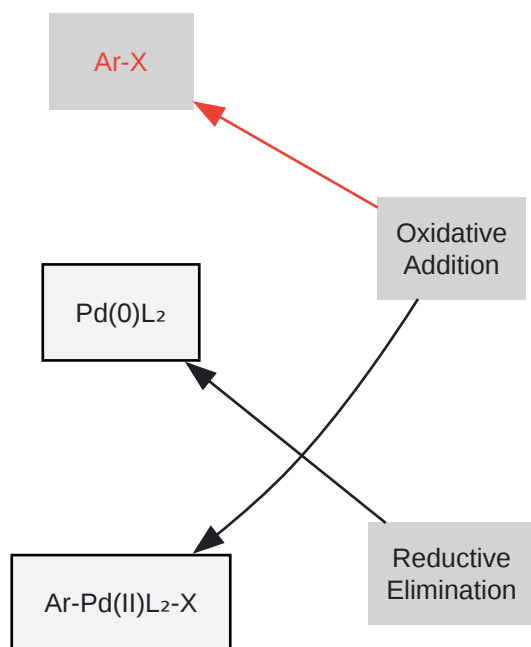 Ar-X
Oxidative
Addition
Pd(0)L₂
Ar-Pd(II)L₂-X
Reductive
Elimination